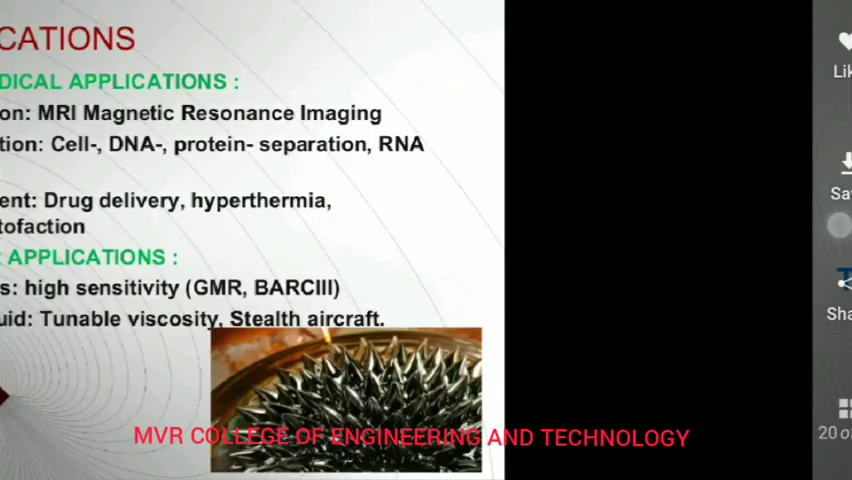 CATIONS
DICAL APPLICATIONS :
on: MRI Magnetic Resonance Imaging
tion: Cell-, DNA-, protein- separation, RNA
ent: Drug delivery, hyperthermia,
tofaction
APPLICATIONS :
s: high sensitivity (GMR, BARCIII)
uid: Tunable viscosity, Stealth aircraft.
MVR COLLEGE OF ENGINEERING AND TECHNOLOGY
Lik
Sav
Sha
20 o